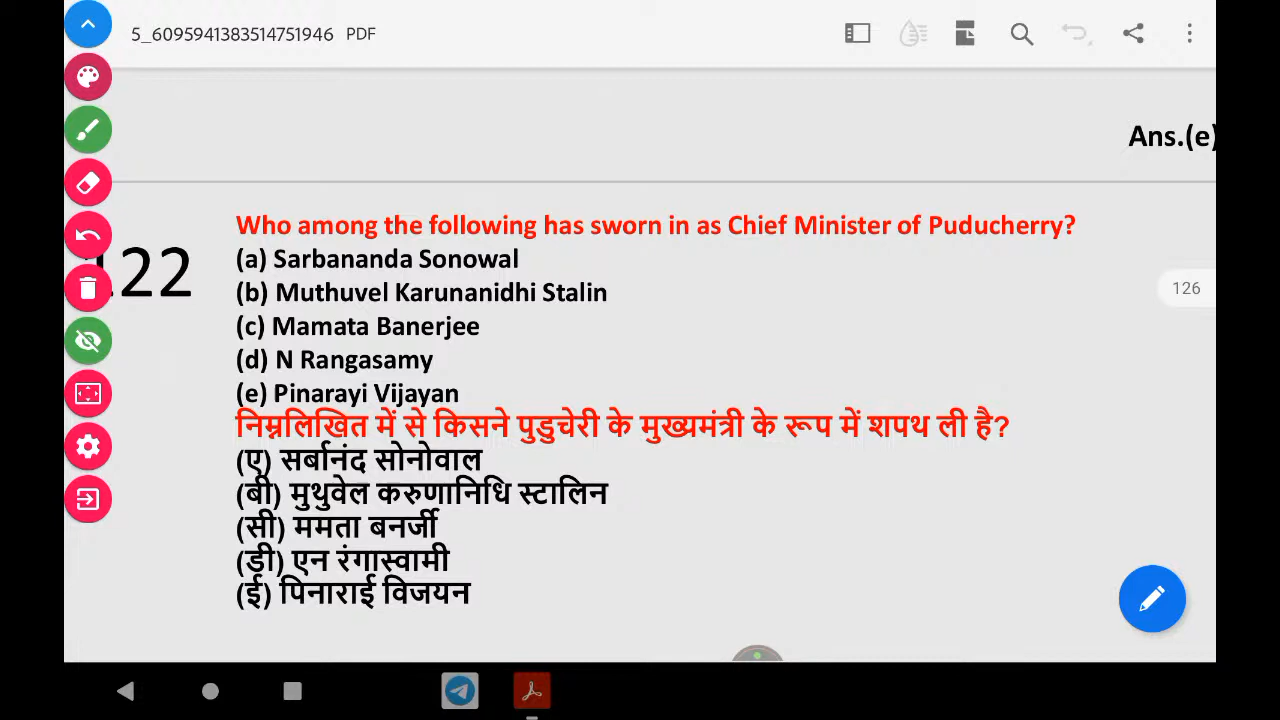 5_6095941383514751946 PDF
Ans.(e)
122
Who among the following has sworn in as Chief Minister of Puducherry?
(a) Sarbananda Sonowal
(b) Muthuvel Karunanidhi Stalin
126
(c) Mamata Banerjee
(d) N Rangasamy
(e) Pinarayi Vijayan
निम्नलिखित में से किसने पुडुचेरी के मुख्यमंत्री के रूप में शपथ ली है?
(ए) सर्बानंद सोनोवाल
(बी) मुथुवेल करुणानिधि स्टालिन
(सी) ममता बनर्जी
(डी) एन रंगास्वामी
(ई) पिनाराई विजयन